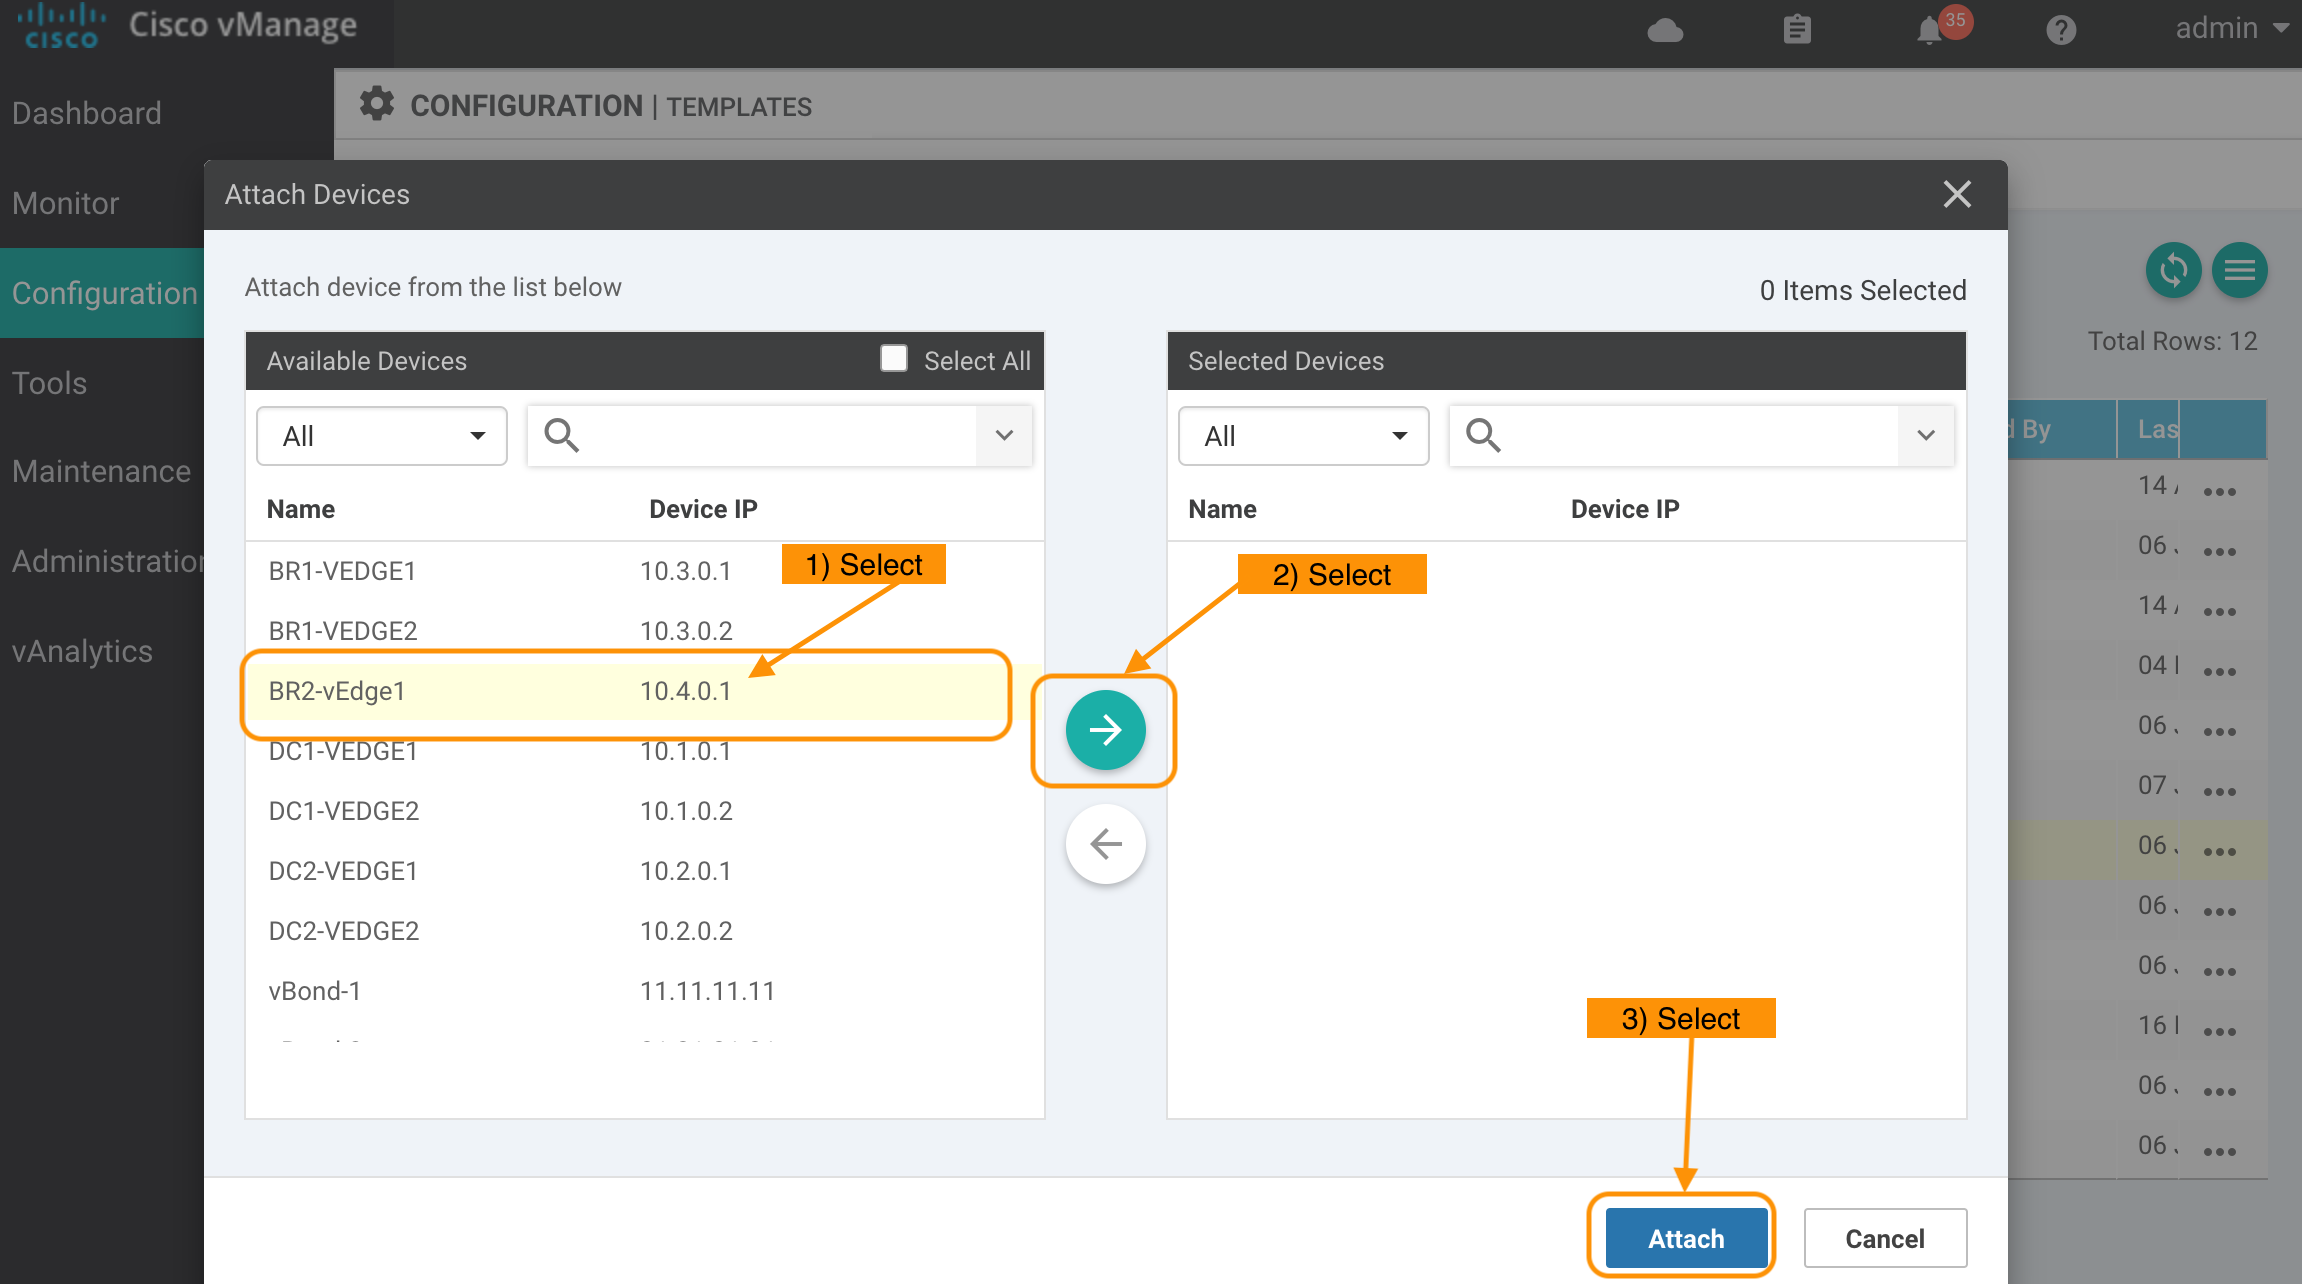 CISCO
Cisco vManage
35
admin
CONFIGURATION | TEMPLATES
Dashboard
Monitor
Configuration
Tools
Maintenance
Administration
vAnalytics
Total Rows: 12
By
Attach Devices
Attach device from the list below
0 Items Selected
Available Devices
Select All
All
Name Device IP
BR1-VEDGE1 10.3.0.1
BR1-VEDGE2 10.3.0.2
BR2-vEdge1 10.4.0.1
DC1-VEDGE1 10.1.0.1
DC1-VEDGE2 10.1.0.2
DC2-VEDGE1 10.2.0.1
DC2-VEDGE2 10.2.0.2
vBond-1 11.11.11.11
1) Select
2) Select
Selected Devices
All
Name Device IP
3) Select
Attach
Cancel
Las
14
06
14
04
06
07
06
06
06
16
06
06